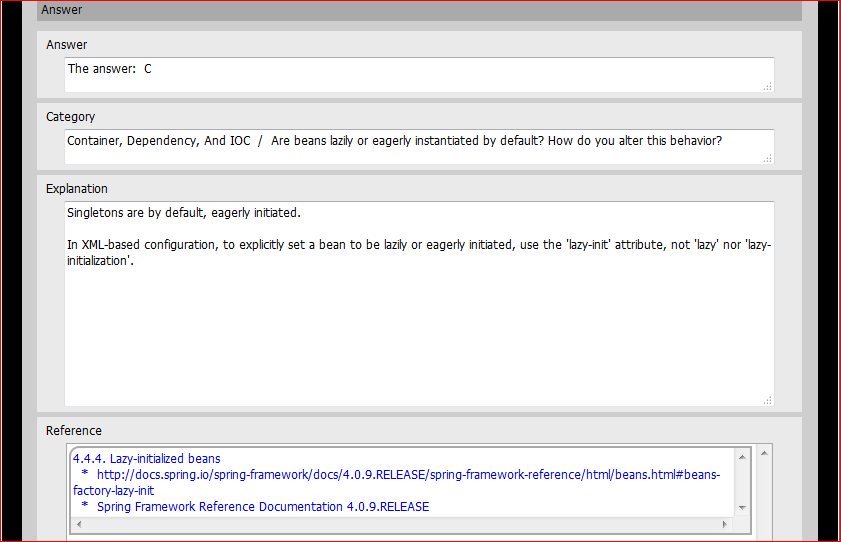 Answer
Answer
The answer:  C
Category
Container, Dependency, And IOC  /  Are beans lazily or eagerly instantiated by default? How do you alter this behavior?
Explanation
Singletons are by default, eagerly initiated.
In XML-based configuration, to explicitly set a bean to be lazily or eagerly initiated, use the 'lazy-init' attribute, not 'lazy' nor 'lazy-
initialization'.
Reference
4.4.4. Lazy-initialized beans
*  http://docs.spring.io/spring-framework/docs/4.0.9.RELEASE/spring-framework-reference/html/beans.html#beans-
factory-lazy-init
*  Spring Framework Reference Documentation 4.0.9.RELEASE